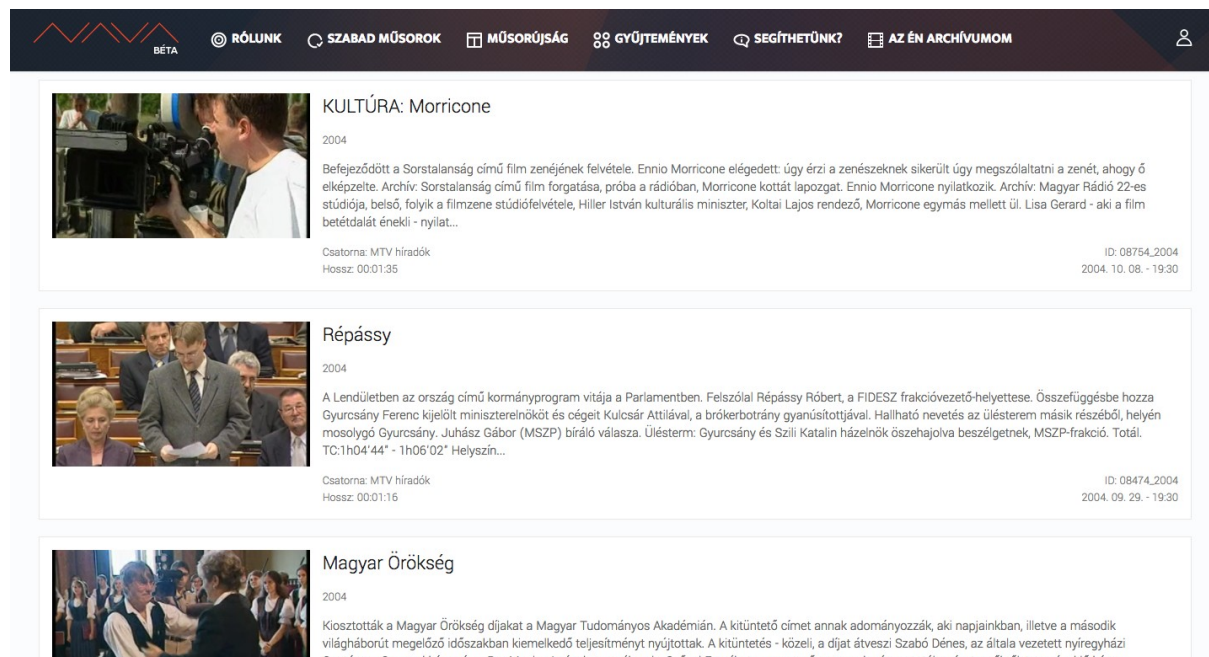 NAVA
BÉTA
RÓLUNK
SZABAD MŰSOROK
MŰSORÚJSÁG
GYŰJTEMÉNYEK
SEGÍTHETÜNK?
AZ ÉN ARCHÍVUMOM
KULTÚRA: Morricone
2004
Befejeződött a Sorstalanság című film zenéjének felvétele. Ennio Morricone elégedett: úgy érzi a zenészeknek sikerült úgy megszólaltatni a zenét, ahogy ő
elképzelte. Archív: Sorstalanság című film forgatása, próba a rádióban, Morricone kottát lapozgat. Ennio Morricone nyilatkozik. Archív: Magyar Rádió 22-es
stúdiója, belső, folyik a filmzene stúdiófelvétele, Hiller István kulturális miniszter, Koltai Lajos rendező, Morricone egymás mellett ül. Lisa Gerard - aki a film
betétdalát énekli - nyilat...
Csatorna: MTV híradók
ID: 08754_2004
Hossz: 00:01:35
2004. 10. 08. - 19:30
Répássy
2004
A Lendületben az ország című kormányprogram vitája a Parlamentben. Felszólal Répássy Róbert, a FIDESZ frakcióvezető-helyettese. Összefüggésbe hozza
Gyurcsány Ferenc kijelölt miniszterelnököt és cégeit Kulcsár Attilával, a brókerbotrány gyanúsítottjával. Hallható nevetés az ülésterem másik részéből, helyén
mosolygó Gyurcsány. Juhász Gábor (MSZP) bíráló válasza. Ülésterm: Gyurcsány és Szili Katalin házelnök öszehajolva beszélgetnek, MSZP-frakció. Totál.
TC:1h04'44" - 1h06'02" Helyszín...
Csatorna: MTV híradók
ID: 08474_2004
Hossz: 00:01:16
2004. 09. 29. - 19:30
Magyar Örökség
2004
Kiosztották a Magyar Örökség díjakat a Magyar Tudományos Akadémián. A kitüntető címet annak adományozzák, aki napjainkban, illetve a második
világháborút megelőző időszakban kiemelkedő teljesítményt nyújtottak. A kitüntetés - közeli, a díjat átveszi Szabó Dénes, az általa vezetett nyíregyházi